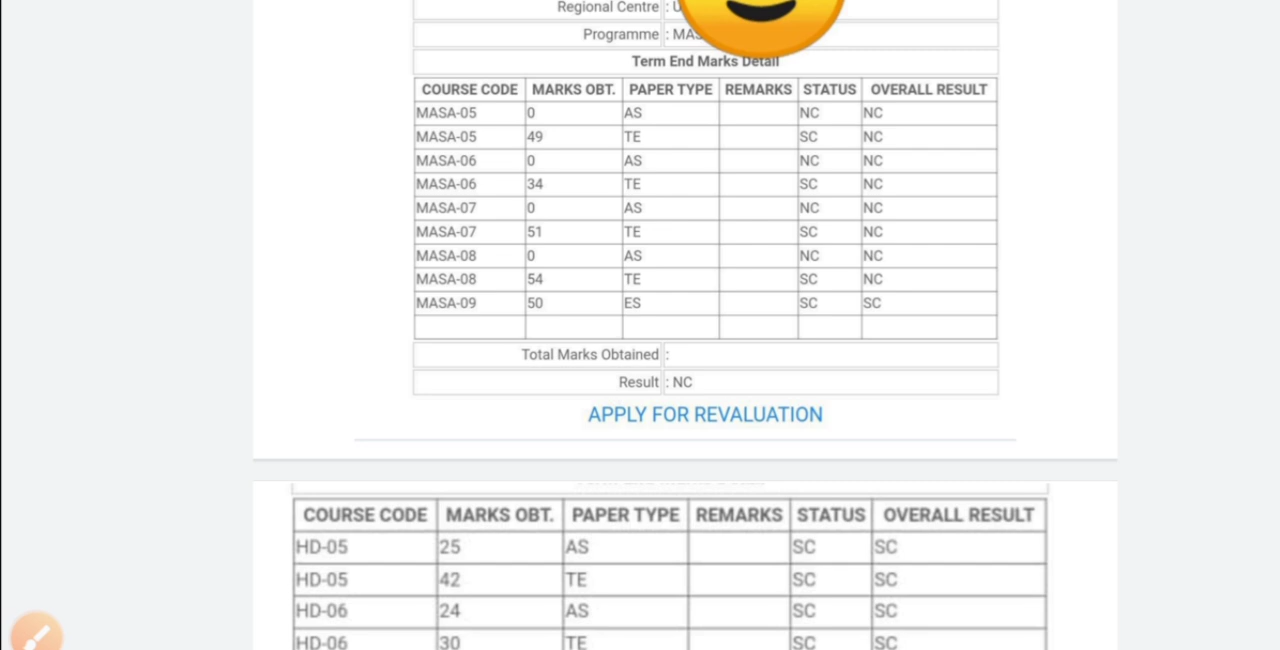 Regional Centre : U
Programme : MAS
Term End Marks Detail
COURSE CODE MARKS OBT. PAPER TYPE REMARKS STATUS OVERALL RESULT
MASA-05 0 AS NC NC
MASA-05 49 TE SC NC
MASA-06 0 AS NC NC
MASA-06 34 TE SC NC
MASA-07 0 AS NC NC
MASA-07 51 TE SC NC
MASA-08 0 AS NC NC
MASA-08 54 TE SC NC
MASA-09 50 ES SC SC
Total Marks Obtained :
Result : NC
APPLY FOR REVALUATION
COURSE CODE MARKS OBT. PAPER TYPE REMARKS STATUS OVERALL RESULT
HD-05 25 AS SC SC
HD-05 42 TE SC SC
HD-06 24 AS SC SC
HD-06 30 TE SC SC